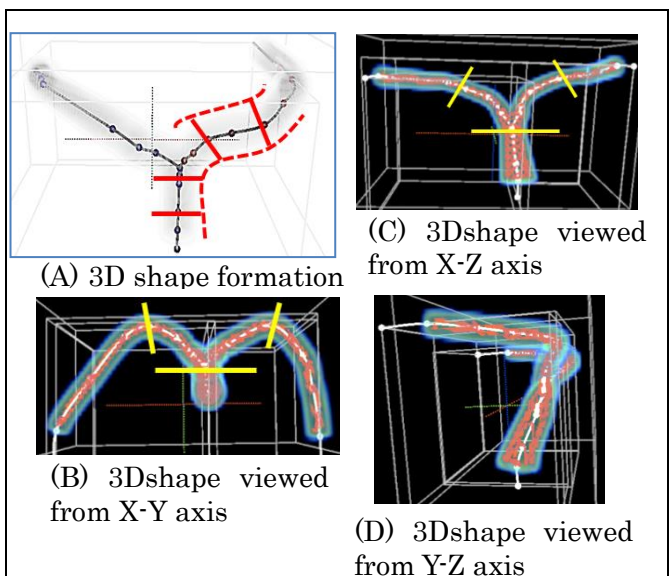 (A) 3D shape formation
(C) 3Dshape viewed
from X-Z axis
(B) 3Dshape viewed
from X-Y axis
(D) 3Dshape viewed
from Y-Z axis